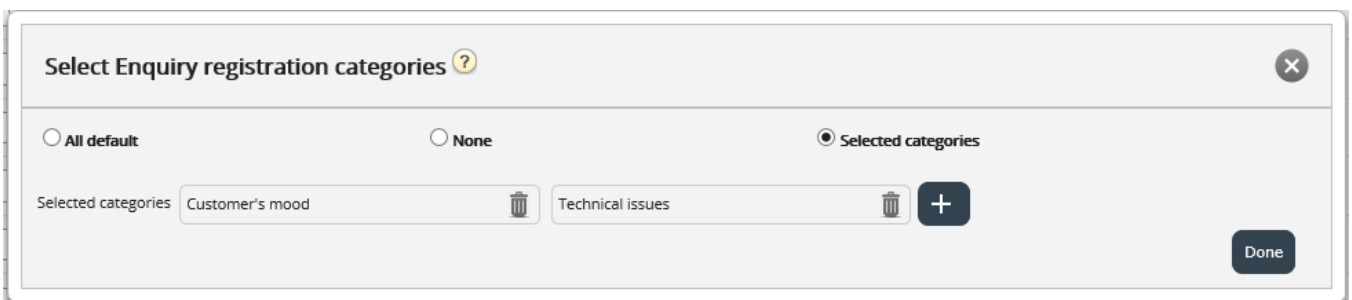 Select Enquiry registration categories ?
All default None Selected categories
Selected categories Customer's mood Technical issues +
Done